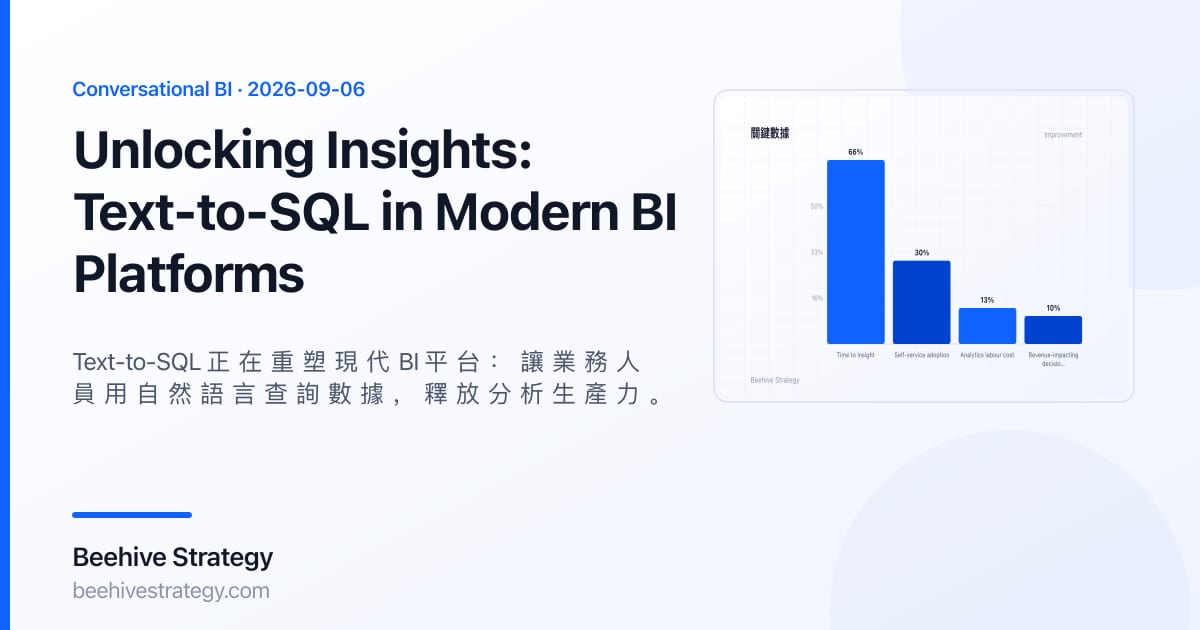 Conversational BI · 2026-09-06
Unlocking Insights:
Text-to-SQL in Modern BI
Platforms
Text-to-SQL 正在重塑現代 BI 平台：讓業務人
員用自然語言查詢數據，釋放分析生產力。
Beehive Strategy
beehivestrategy.com
關鍵數據
Improvement
66%
50%
33%
30%
16%
13%
10%
Time to insight
Self-service adoption
Analytics labour cost
Revenue-impacting
decisio...
Beehive Strategy